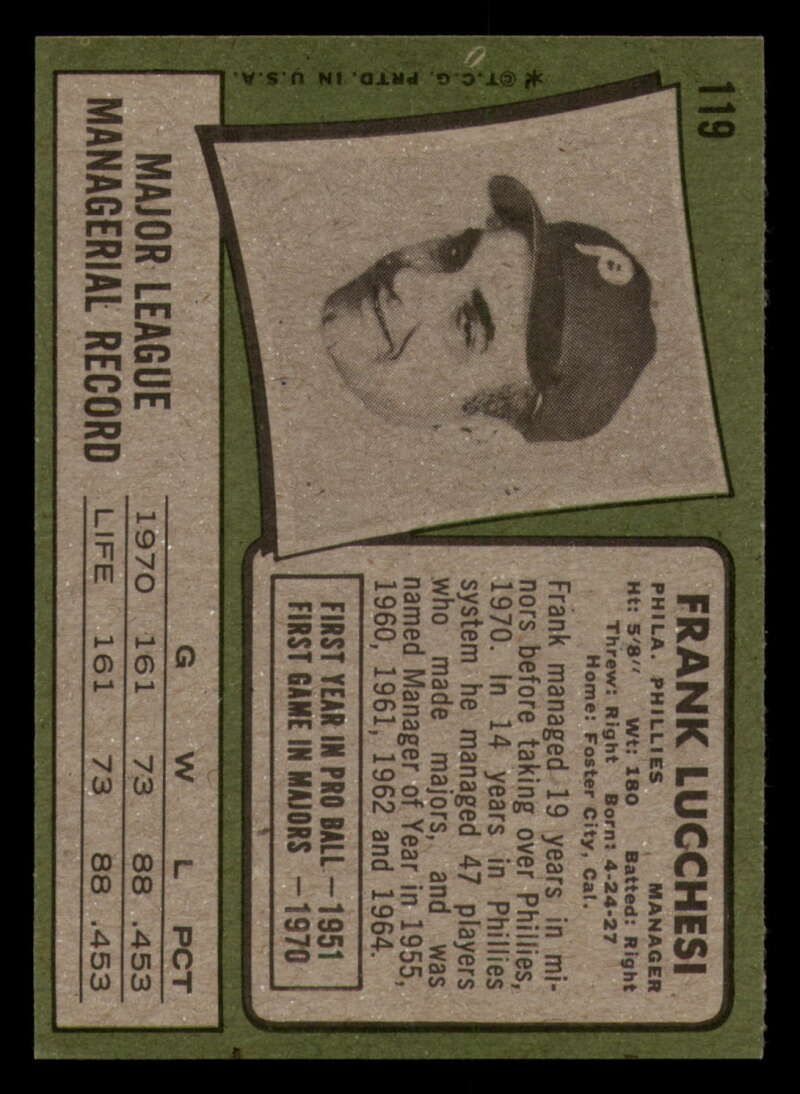 119
*©T.C.G. PRTD. IN U.S.A.
FRANK LUCCHESI
PHILA. PHILLIES MANAGER
Ht: 5'8" Wt: 180 Batted: Right
Threw: Right Born: 4-24-27
Home: Foster City, Cal.
Frank managed 19 years in mi-
nors before taking over Phillies,
1970. In 14 years in Phillies
system he managed 47 players
who made majors, and was
named Manager of Year in 1955,
1960, 1961, 1962 and 1964.
FIRST YEAR IN PRO BALL — 1951
FIRST GAME IN MAJORS — 1970
MAJOR LEAGUE
MANAGERIAL RECORD
G W L PCT
1970 161 73 88 .453
LIFE 161 73 88 .453